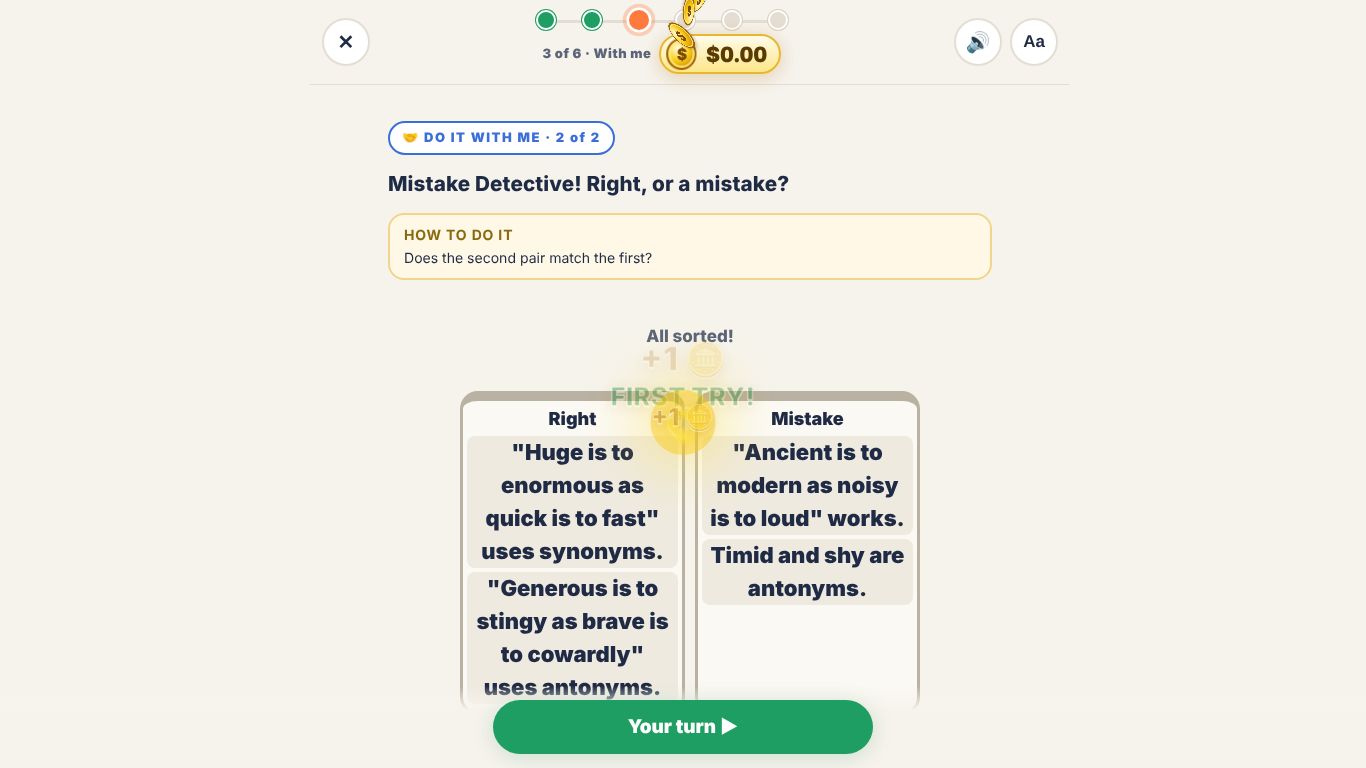 ✕
3 of 6 · With me
$ $0.00
🔊 Aa
🤝 DO IT WITH ME · 2 of 2
Mistake Detective! Right, or a mistake?
HOW TO DO IT
Does the second pair match the first?
All sorted!
+1
FIRST TRY!
+1
Right
"Huge is to
enormous as
quick is to fast"
uses synonyms.
"Generous is to
stingy as brave is
to cowardly"
uses antonyms.
Mistake
"Ancient is to
modern as noisy
is to loud" works.
Timid and shy are
antonyms.
Your turn ▶